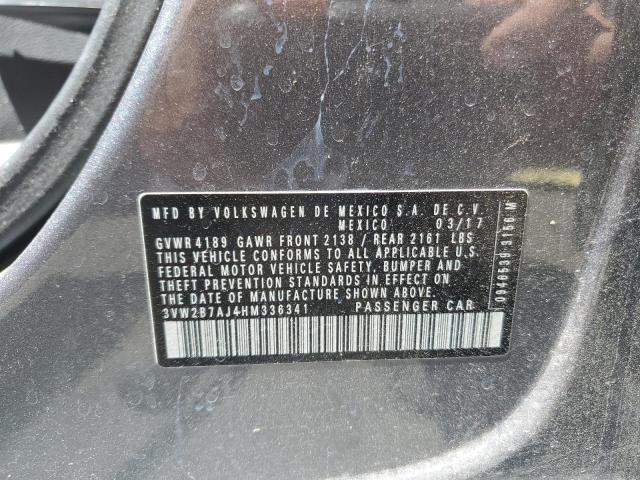 MFD BY VOLKSWAGEN DE MEXICO S.A. DE C.V.
MEXICO 03/17
GVWR 4189 GAWR FRONT 2138 / REAR 2161 LBS
THIS VEHICLE CONFORMS TO ALL APPLICABLE U.S.
FEDERAL MOTOR VEHICLE SAFETY, BUMPER AND
THEFT PREVENTION STANDARDS IN EFFECT ON
THE DATE OF MANUFACTURE SHOWN ABOVE.
3VW2B7AJ4HM336341 PASSENGER CAR